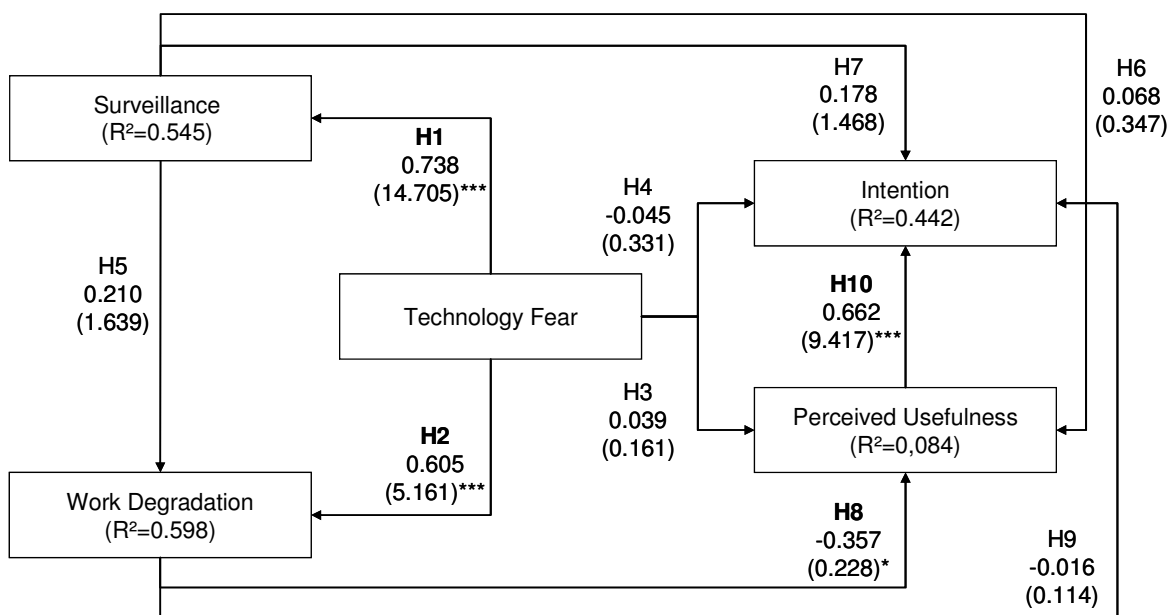 Surveillance
(R²=0.545)
H1
0.738
(14.705)***
H7
0.178
(1.468)
H6
0.068
(0.347)
H4
-0.045
(0.331)
Intention
(R²=0.442)
H5
0.210
(1.639)
Technology Fear
H10
0.662
(9.417)***
H3
0.039
(0.161)
Perceived Usefulness
(R²=0,084)
H2
0.605
(5.161)***
Work Degradation
(R²=0.598)
H8
-0.357
(0.228)*
H9
-0.016
(0.114)